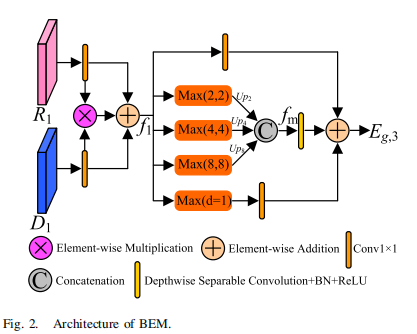 R1
D1
f1
Max(2,2)
Up2
Max(4,4)
Up4
Max(8,8)
Up8
Max(d=1)
C
fm
Eg,3
Element-wise Multiplication
Element-wise Addition
Conv1×1
C
Concatenation
Depthwise Separable Convolution+BN+ReLU
Fig. 2. Architecture of BEM.